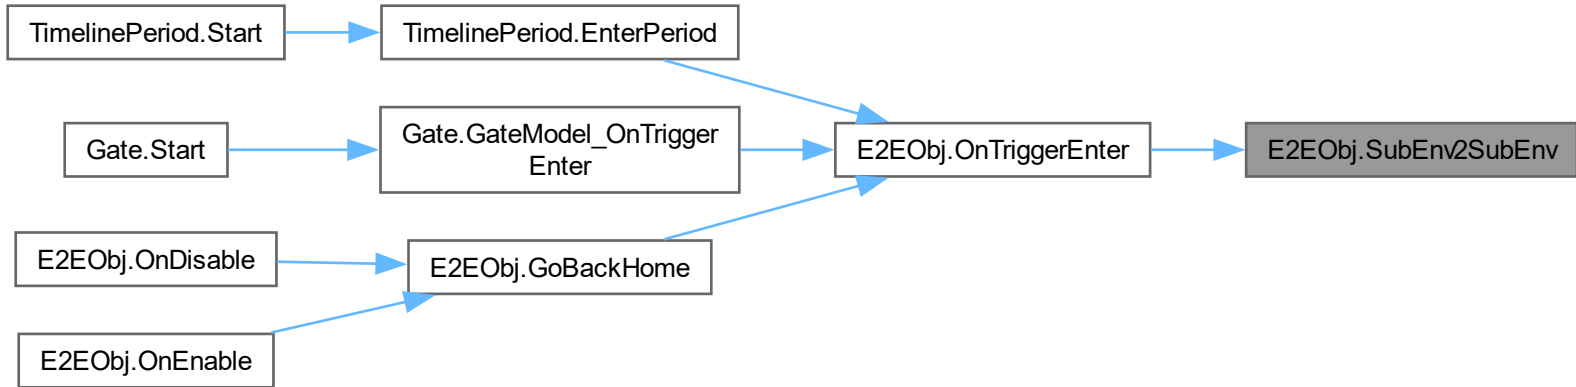 TimelinePeriod.Start
TimelinePeriod.EnterPeriod
Gate.Start
Gate.GateModel_OnTrigger
Enter
E2EObj.OnTriggerEnter
E2EObj.SubEnv2SubEnv
E2EObj.OnDisable
E2EObj.GoBackHome
E2EObj.OnEnable